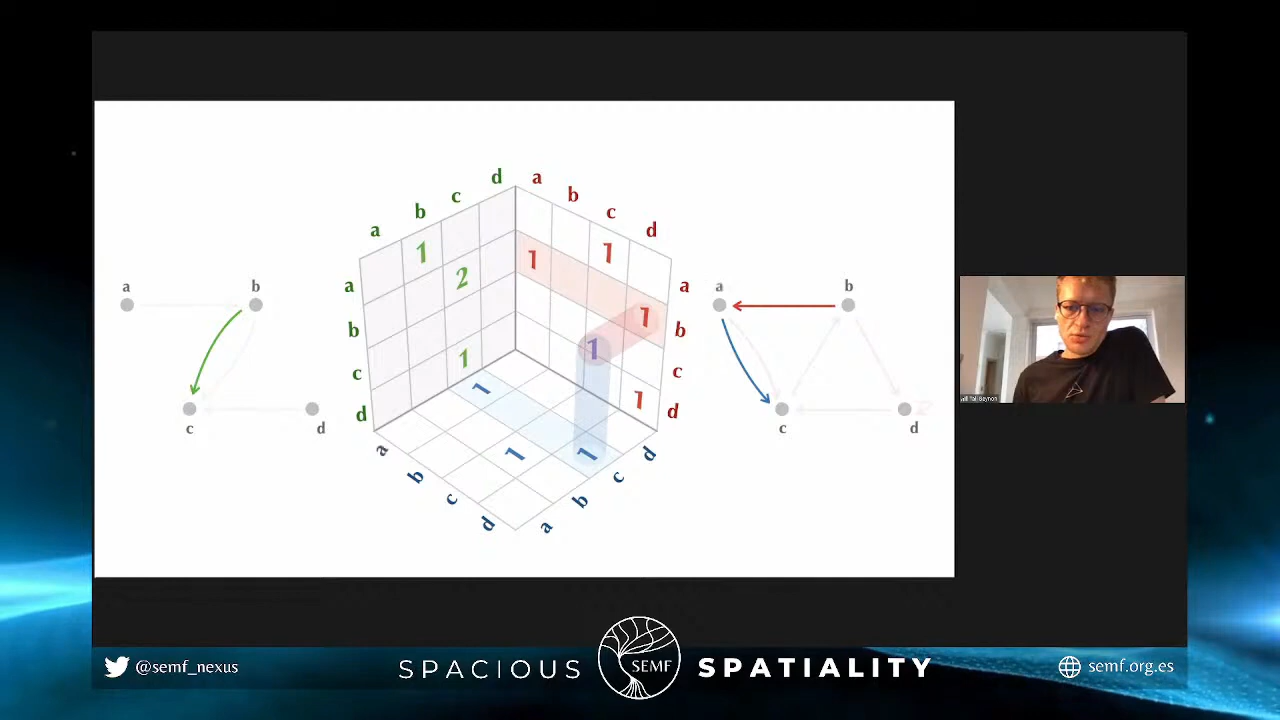 d a
c b
b c
a d
1 1
1
a b 2 a a b
1
b b
1
c 1 c
1 1
c d d d c d
a 1 1 d
b c
c b
d a
@semf_nexus SPACIOUS SEMF SPATIALITY semf.org.es